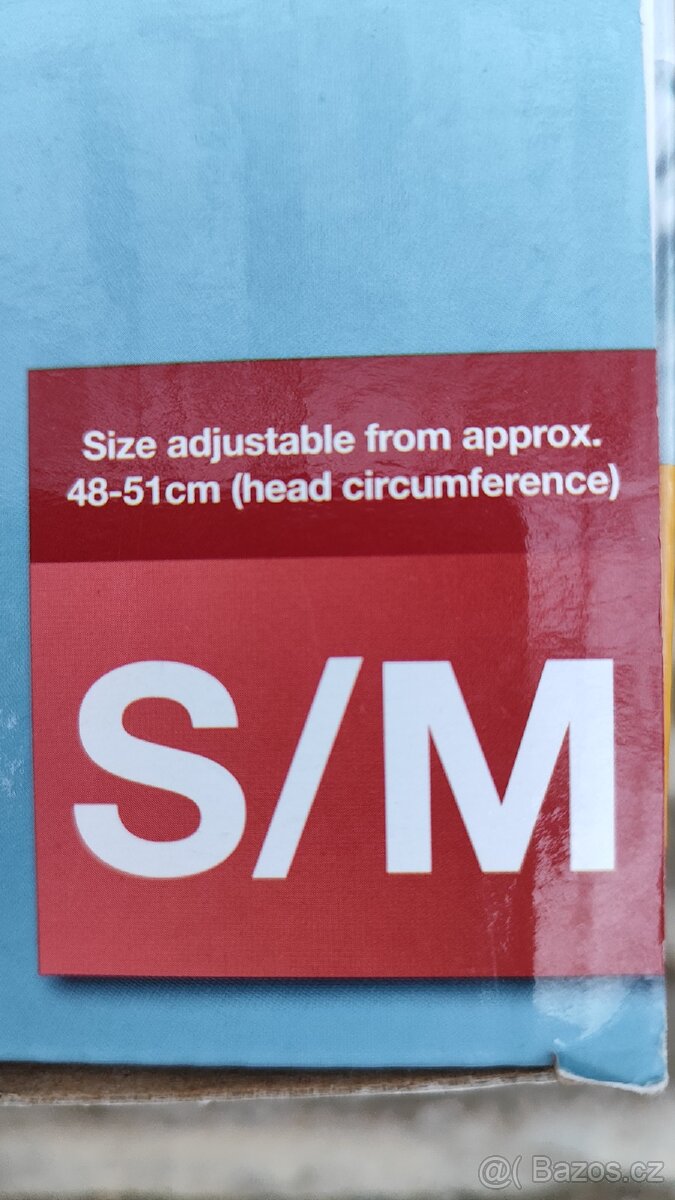 Size adjustable from approx.
48-51cm (head circumference)
S/M
@( Bazos.cz